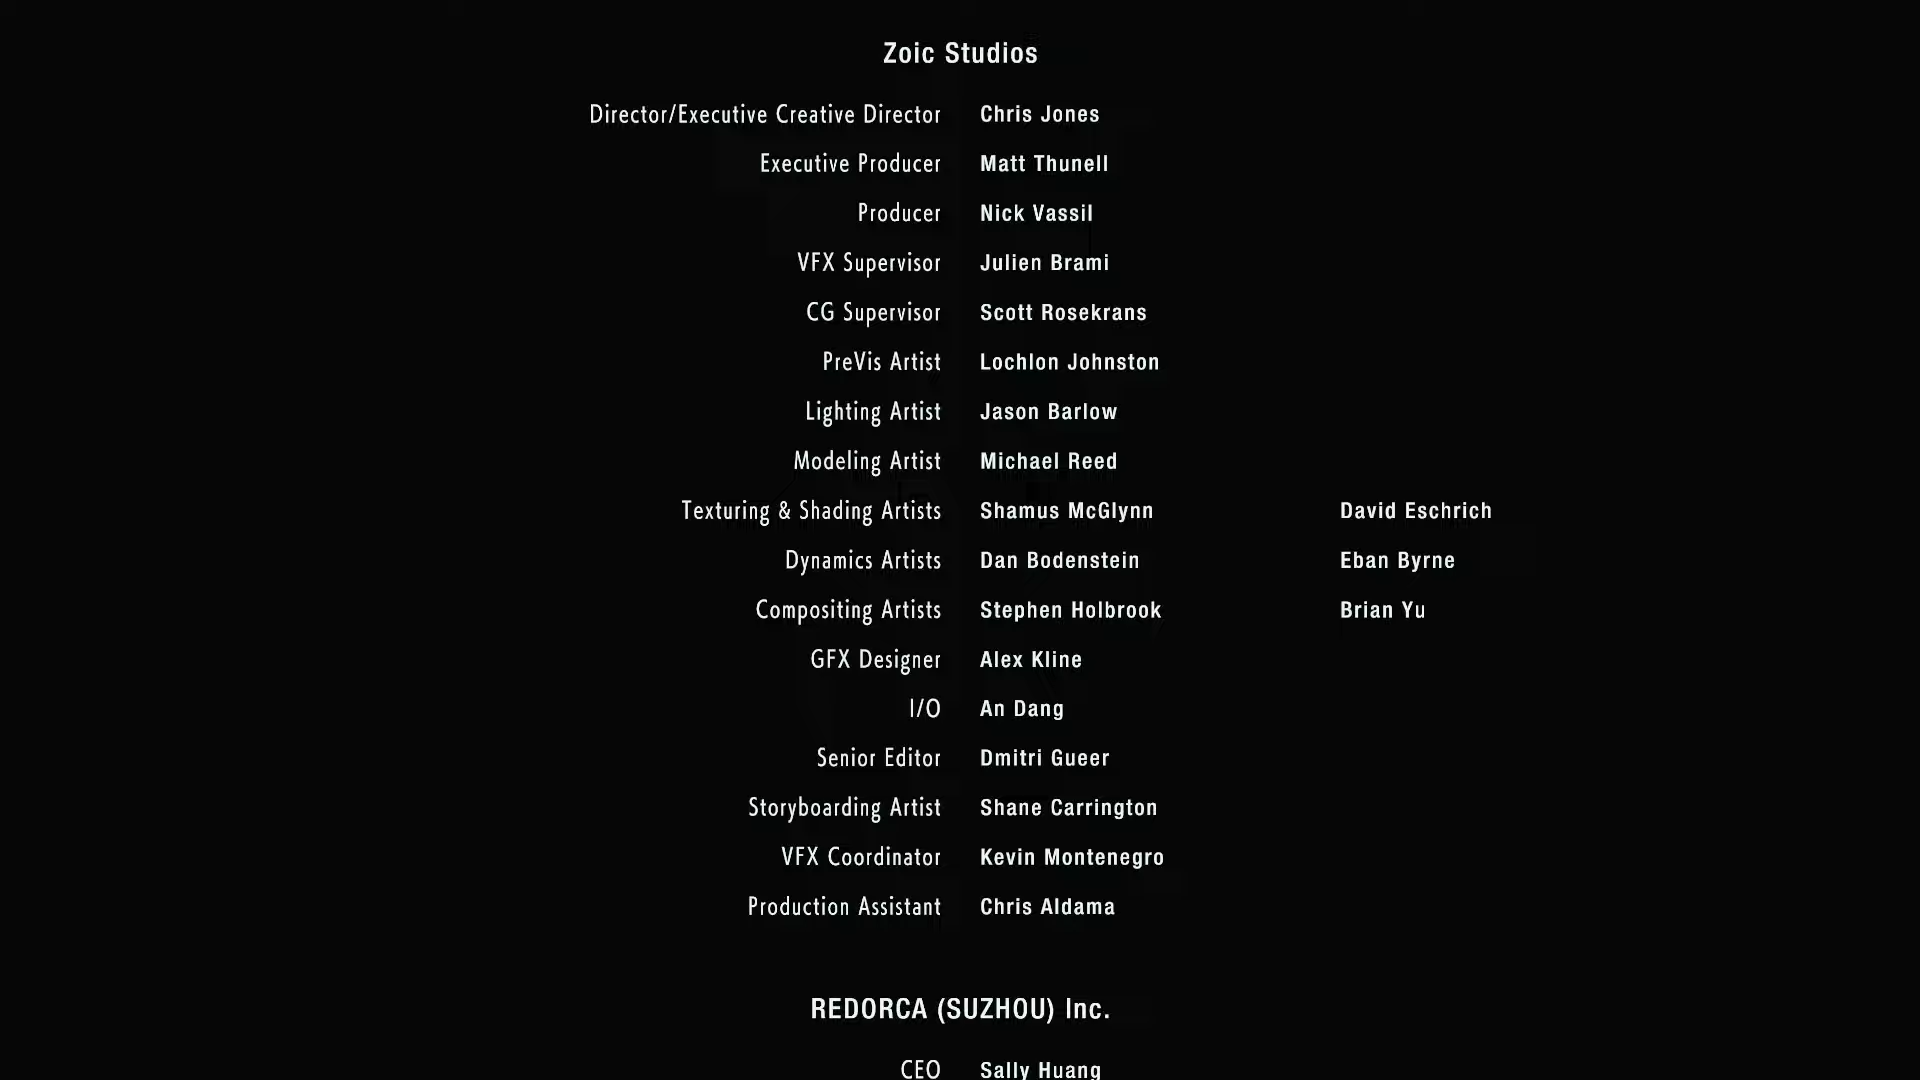 Zoic Studios
Director/Executive Creative Director Chris Jones
Executive Producer Matt Thunell
Producer Nick Vassil
VFX Supervisor Julien Brami
CG Supervisor Scott Rosekrans
PreVis Artist Lochlon Johnston
Lighting Artist Jason Barlow
Modeling Artist Michael Reed
Texturing & Shading Artists Shamus McGlynn David Eschrich
Dynamics Artists Dan Bodenstein Eban Byrne
Compositing Artists Stephen Holbrook Brian Yu
GFX Designer Alex Kline
I/O An Dang
Senior Editor Dmitri Gueer
Storyboarding Artist Shane Carrington
VFX Coordinator Kevin Montenegro
Production Assistant Chris Aldama
REDORCA (SUZHOU) Inc.
CEO Sally Huang